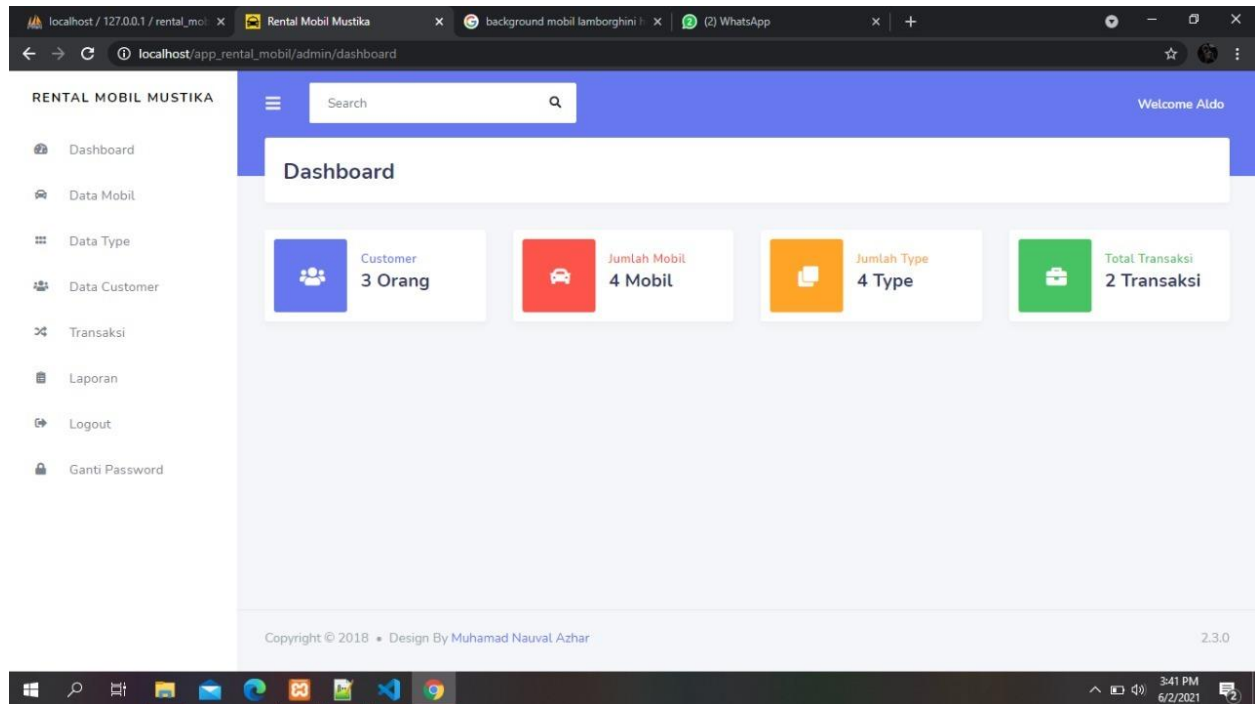 localhost / 127.0.0.1 / rental_mob
Rental Mobil Mustika
background mobil lamborghini h
(2) WhatsApp
localhost/app_rental_mobil/admin/dashboard
RENTAL MOBIL MUSTIKA
Search
Welcome Aldo
Dashboard
Data Mobil
Data Type
Data Customer
Transaksi
Laporan
Logout
Ganti Password
Dashboard
Customer
3 Orang
Jumlah Mobil
4 Mobil
Jumlah Type
4 Type
Total Transaksi
2 Transaksi
Copyright © 2018 • Design By Muhamad Nauval Azhar
2.3.0
3:41 PM
6/2/2021
2